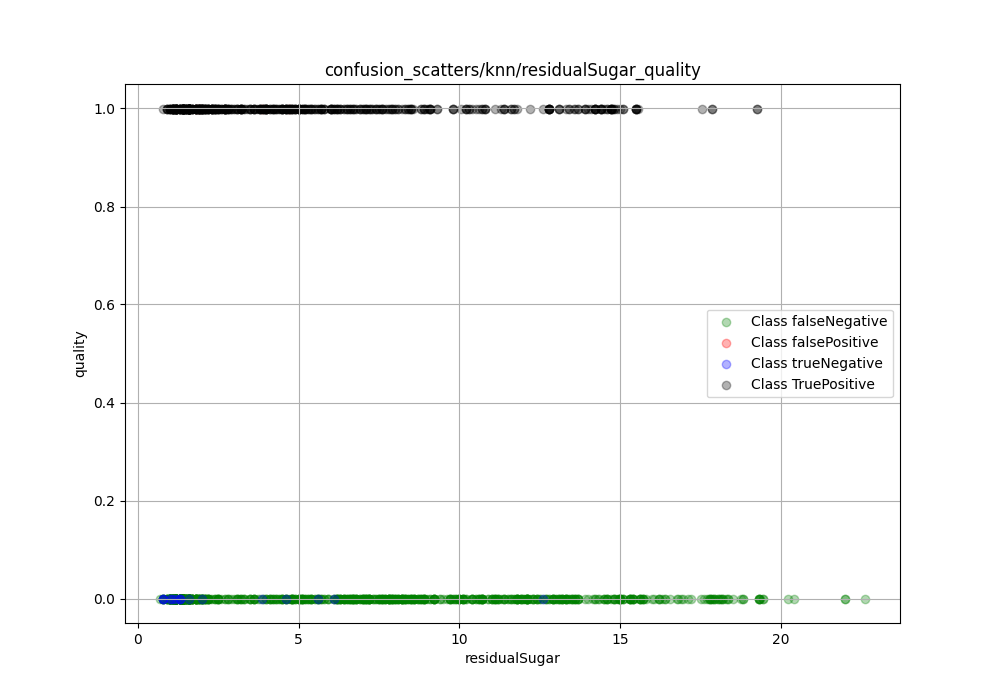 confusion_scatters/knn/residualSugar_quality
1.0
0.8
0.6
0.4
0.2
0.0
quality
Class falseNegative
Class falsePositive
Class trueNegative
Class TruePositive
0
5
10
15
20
residualSugar